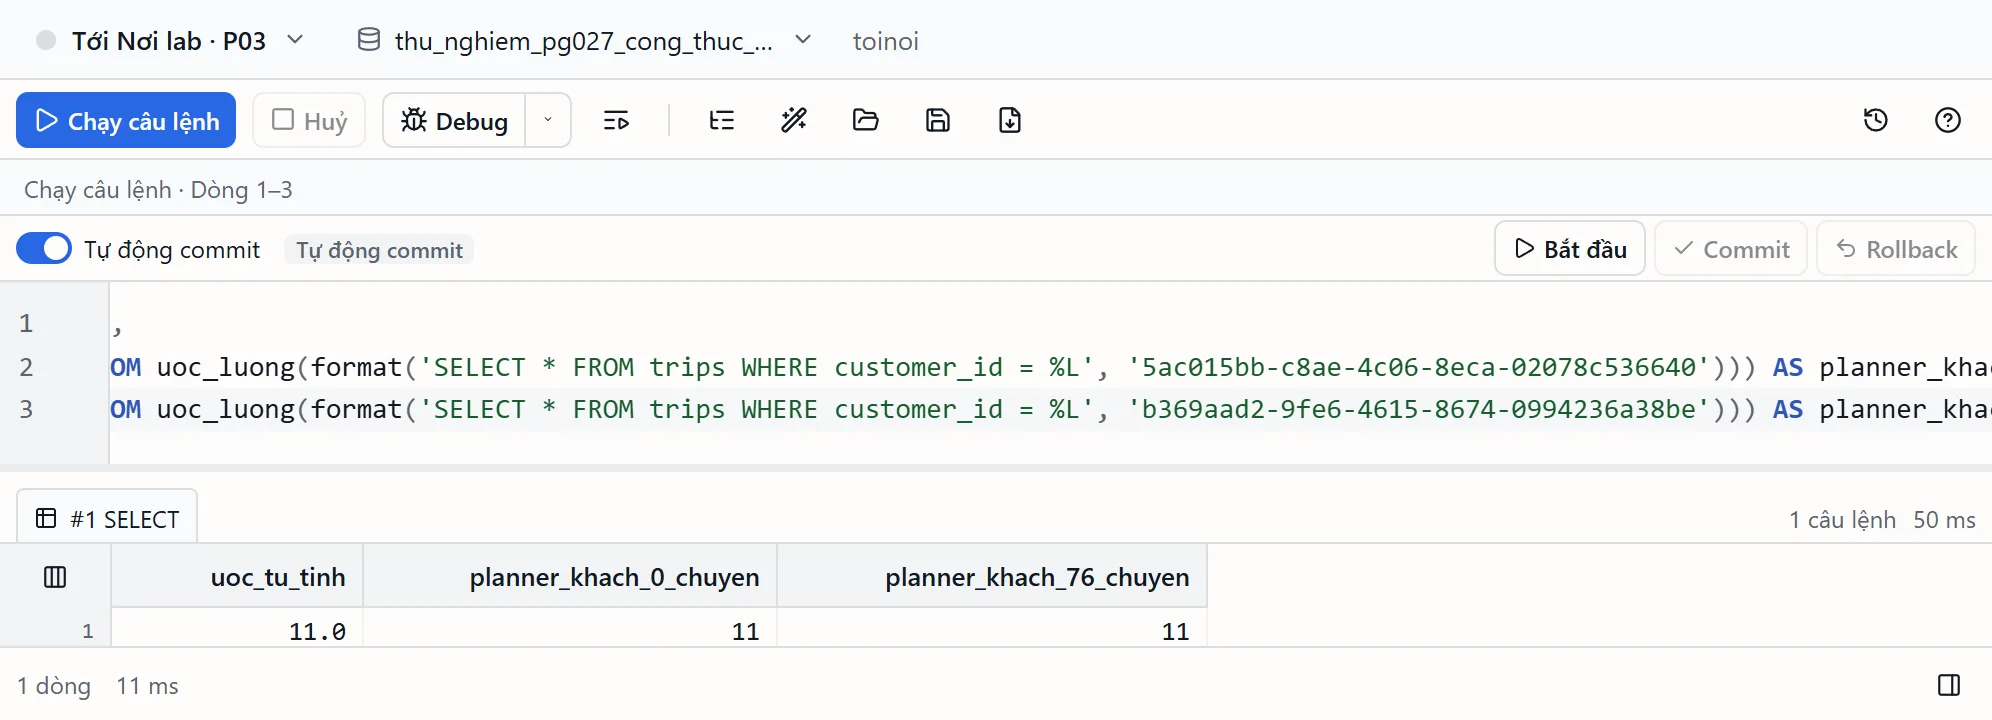 Tới Nơi lab · P03 thu_nghiem_pg027_cong_thuc_... toinoi
Chạy câu lệnh Huỷ Debug
Chạy câu lệnh · Dòng 1–3
Tự động commit Tự động commit Bắt đầu Commit Rollback
1 ,
2 OM uoc_luong(format('SELECT * FROM trips WHERE customer_id = %L', '5ac015bb-c8ae-4c06-8eca-02078c536640'))) AS planner_khac
3 OM uoc_luong(format('SELECT * FROM trips WHERE customer_id = %L', 'b369aad2-9fe6-4615-8674-0994236a38be'))) AS planner_khac
#1 SELECT 1 câu lệnh 50 ms
uoc_tu_tinh planner_khach_0_chuyen planner_khach_76_chuyen
1 11.0 11 11
1 dòng 11 ms